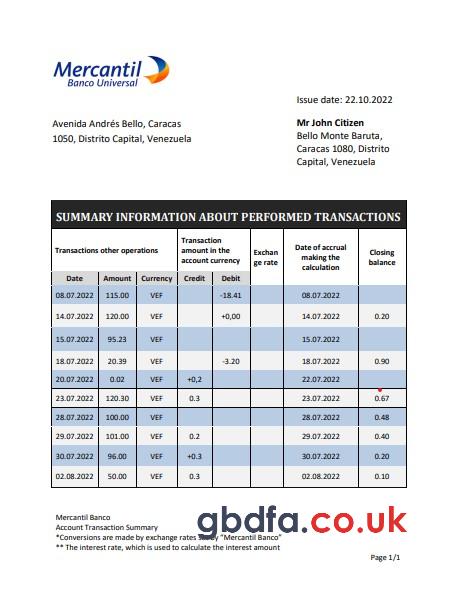 Mercantil
Banco Universal
Issue date: 22.10.2022
Avenida Andrés Bello, Caracas
1050, Distrito Capital, Venezuela
Mr John Citizen
Bello Monte Baruta,
Caracas 1080, Distrito
Capital, Venezuela
SUMMARY INFORMATION ABOUT PERFORMED TRANSACTIONS
Transactions other operations
Transaction
amount in the
account currency
Exchan
ge rate
Date of accrual
making the
calculation
Closing
balance
Date Amount Currency Credit Debit
08.07.2022 115.00 VEF -18.41 08.07.2022
14.07.2022 120.00 VEF +0,00 14.07.2022 0.20
15.07.2022 95.23 VEF 15.07.2022
18.07.2022 20.39 VEF -3.20 18.07.2022 0.90
20.07.2022 0.02 VEF +0,2 22.07.2022
23.07.2022 120.30 VEF 0.3 23.07.2022 0.67
28.07.2022 100.00 VEF 28.07.2022 0.48
29.07.2022 101.00 VEF 0.2 29.07.2022 0.40
30.07.2022 96.00 VEF +0.3 30.07.2022 0.20
02.08.2022 50.00 VEF 0.3 02.08.2022 0.10
Mercantil Banco
Account Transaction Summary
*Conversions are made by exchange rates "Mercantil Banco"
** The interest rate, which is used to calculate the interest amount
gbdfa.co.uk
Page 1/1